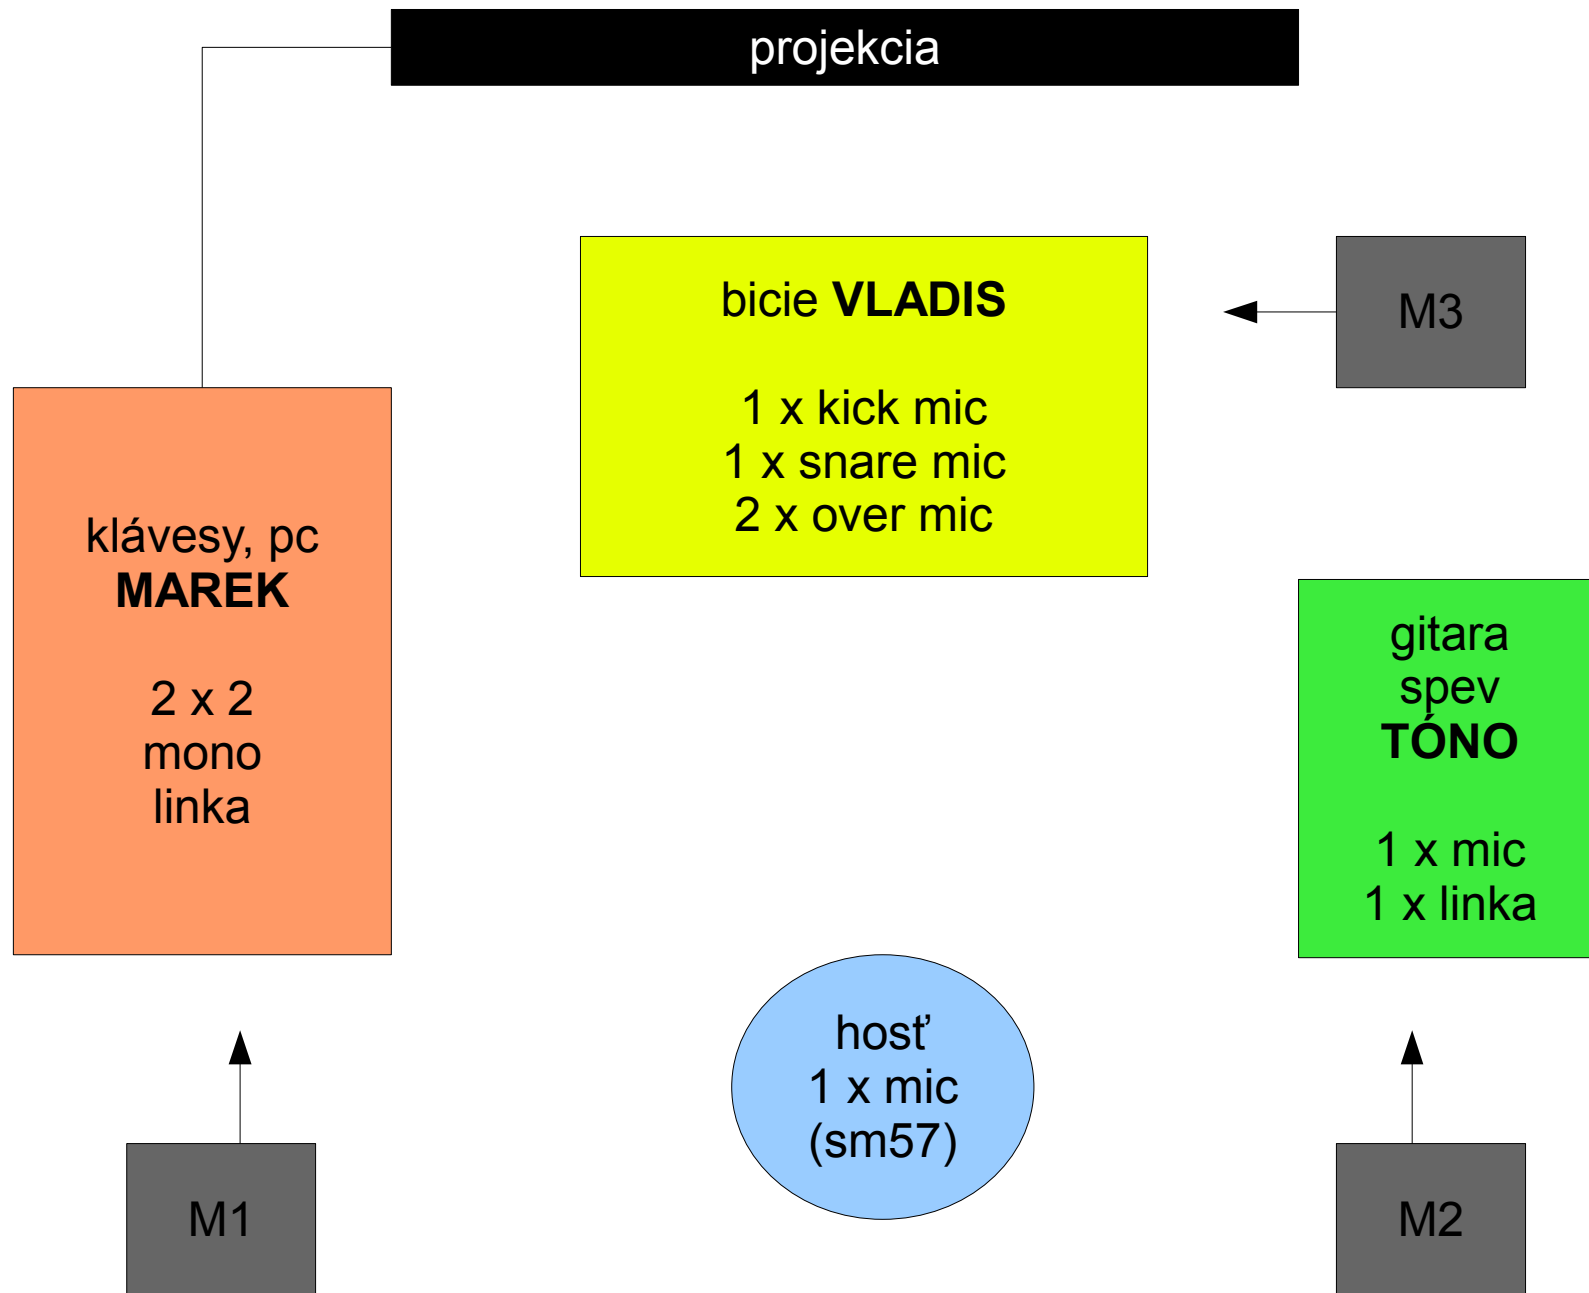 projekcia
bicie VLADIS
1 x kick mic
1 x snare mic
2 x over mic
M3
klávesy, pc
MAREK
2 x 2
mono
linka
gitara
spev
TÓNO
1 x mic
1 x linka
hosť
1 x mic
(sm57)
M1
M2